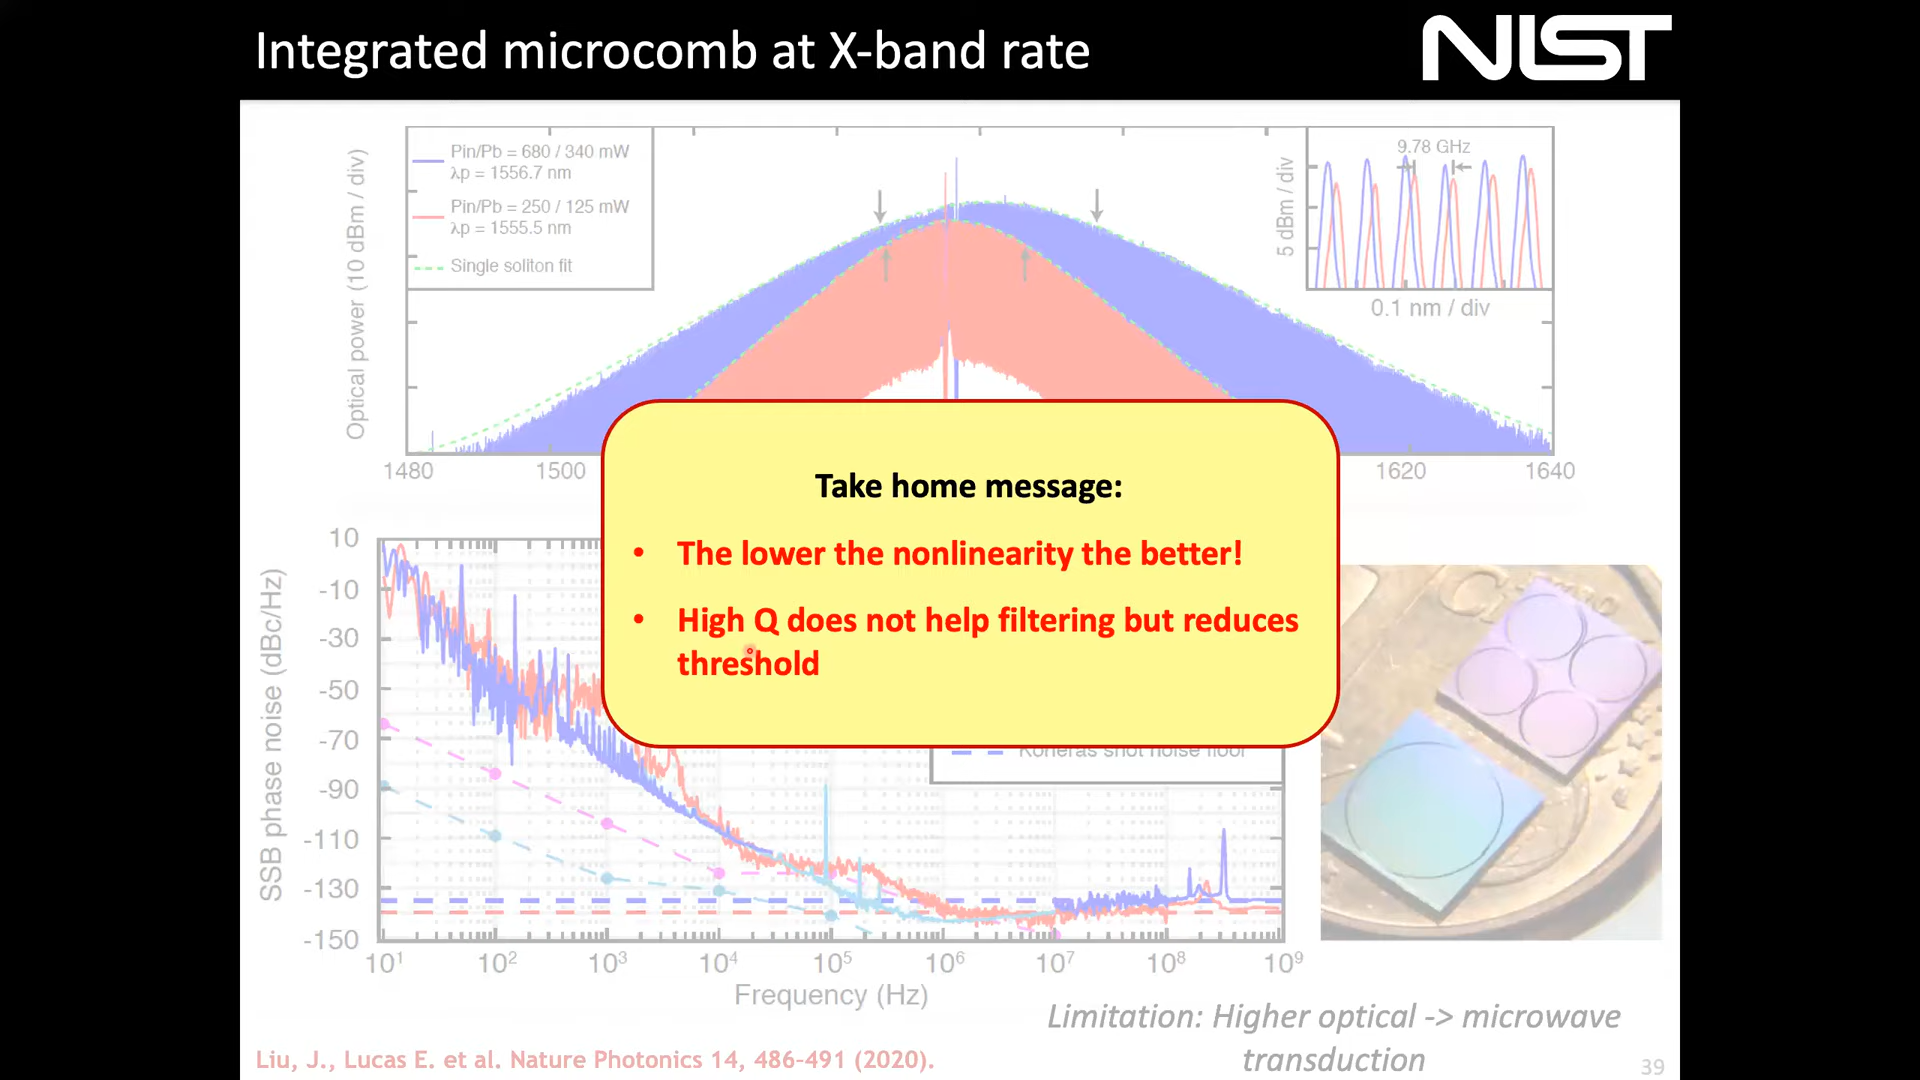 Integrated microcomb at X-band rate
NIST
Optical power (10 dBm / div)
Pin/Pb = 680 / 340 mW
λp = 1556.7 nm
Pin/Pb = 250 / 125 mW
λp = 1555.5 nm
Single soliton fit
5 dBm / div
9.78 GHz
0.1 nm / div
1480
1500
1620
1640
Take home message:
• The lower the nonlinearity the better!
• High Q does not help filtering but reduces
threshold
SSB phase noise (dBc/Hz)
10
-10
-30
-50
-70
-90
-110
-130
-150
Koheras shot noise floor
10¹
10²
10³
10⁴
10⁵
10⁶
10⁷
10⁸
10⁹
Frequency (Hz)
Limitation: Higher optical -> microwave
transduction
Liu, J., Lucas E. et al. Nature Photonics 14, 486-491 (2020).
39